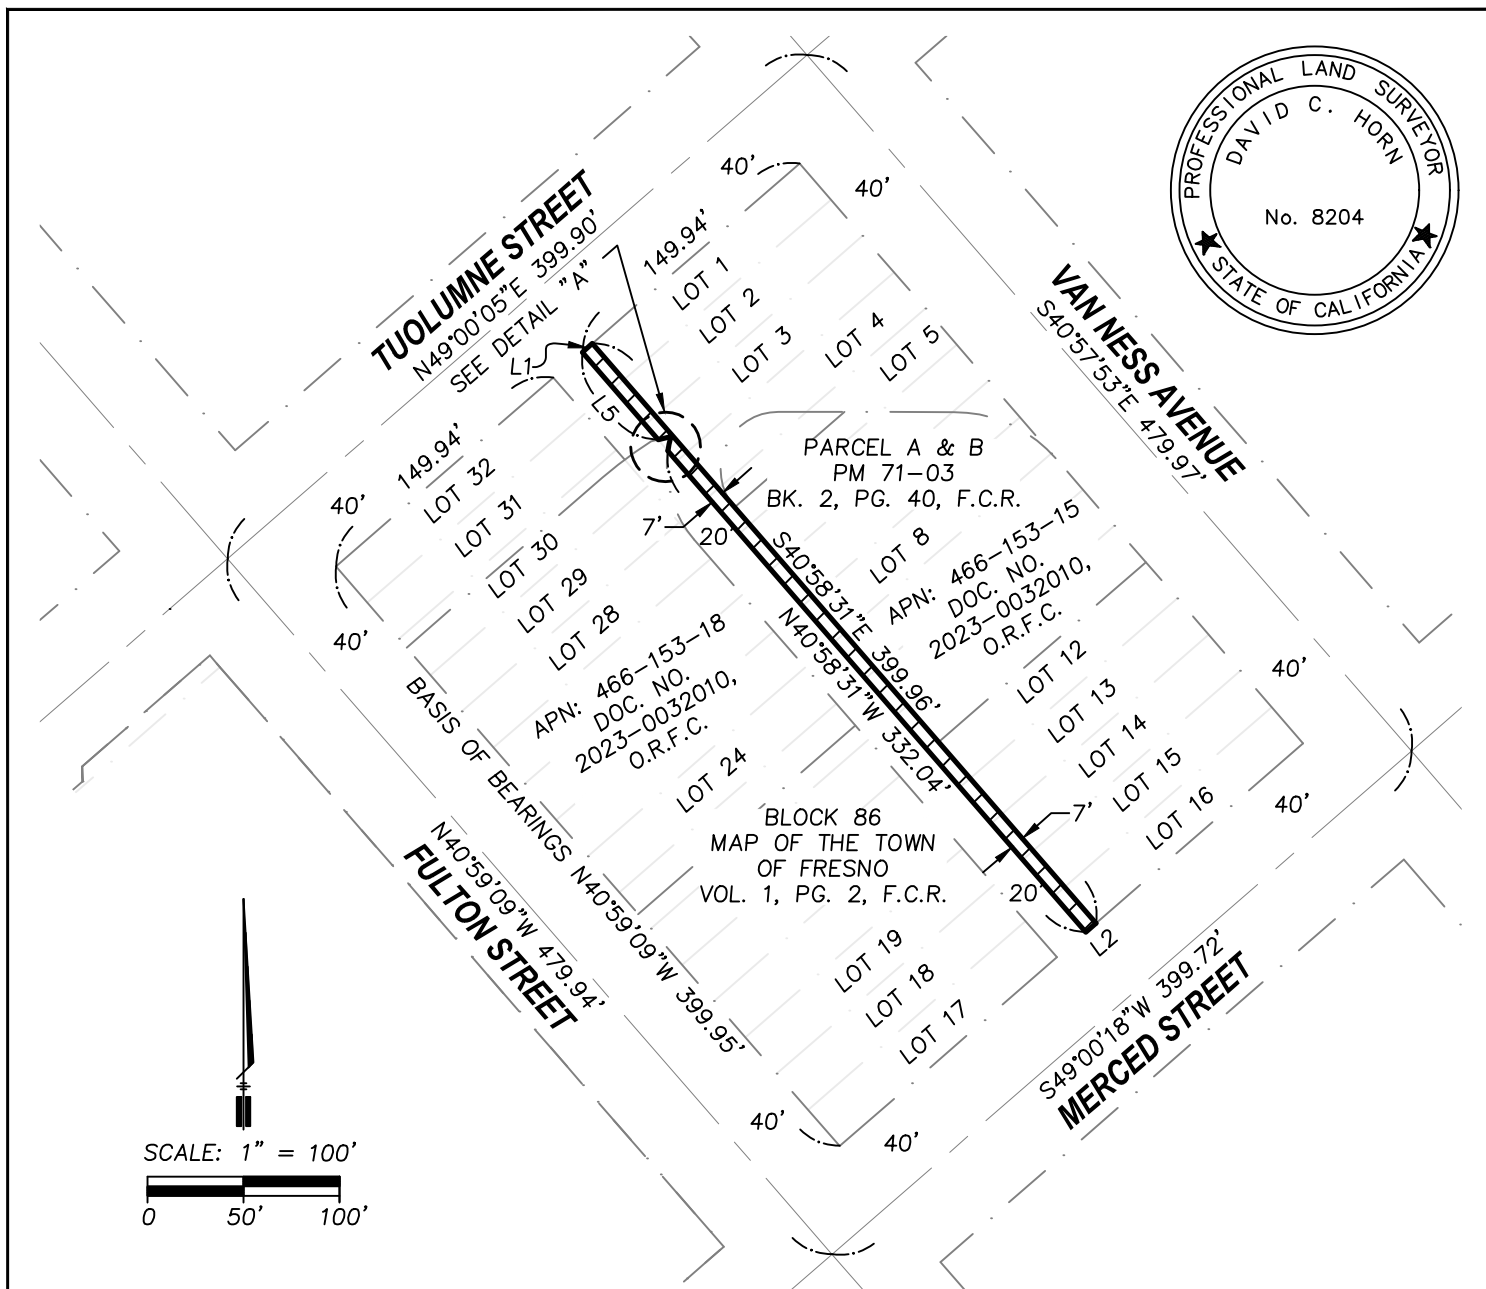 PROFESSIONAL LAND SURVEYOR
DAVID C. HORN
No. 8204
STATE OF CALIFORNIA
TUOLUMNE STREET
N49°00'05"E 399.90'
SEE DETAIL "A"
L1
L5
40'
40'
149.94'
LOT 1
LOT 2
LOT 3
LOT 4
LOT 5
VAN NESS AVENUE
S40°57'53"E 479.97'
149.94'
40'
LOT 32
LOT 31
LOT 30
LOT 29
LOT 28
40'
PARCEL A & B
PM 71-03
BK. 2, PG. 40, F.C.R.
7'
20'
S40°58'31"E 399.96'
N40°58'31"W 332.04'
LOT 8
APN: 466-153-15
DOC. NO.
2023-0032010,
O.R.F.C.
LOT 12
LOT 13
LOT 14
LOT 15
LOT 16
40'
40'
APN: 466-153-18
DOC. NO.
2023-0032010,
O.R.F.C.
LOT 24
BASIS OF BEARINGS N40°59'09"W 399.95'
N40°59'09"W 479.94'
FULTON STREET
BLOCK 86
MAP OF THE TOWN
OF FRESNO
VOL. 1, PG. 2, F.C.R.
7'
20'
L2
LOT 19
LOT 18
LOT 17
S49°00'18"W 399.72'
MERCED STREET
40'
40'
SCALE: 1" = 100'
0 50' 100'